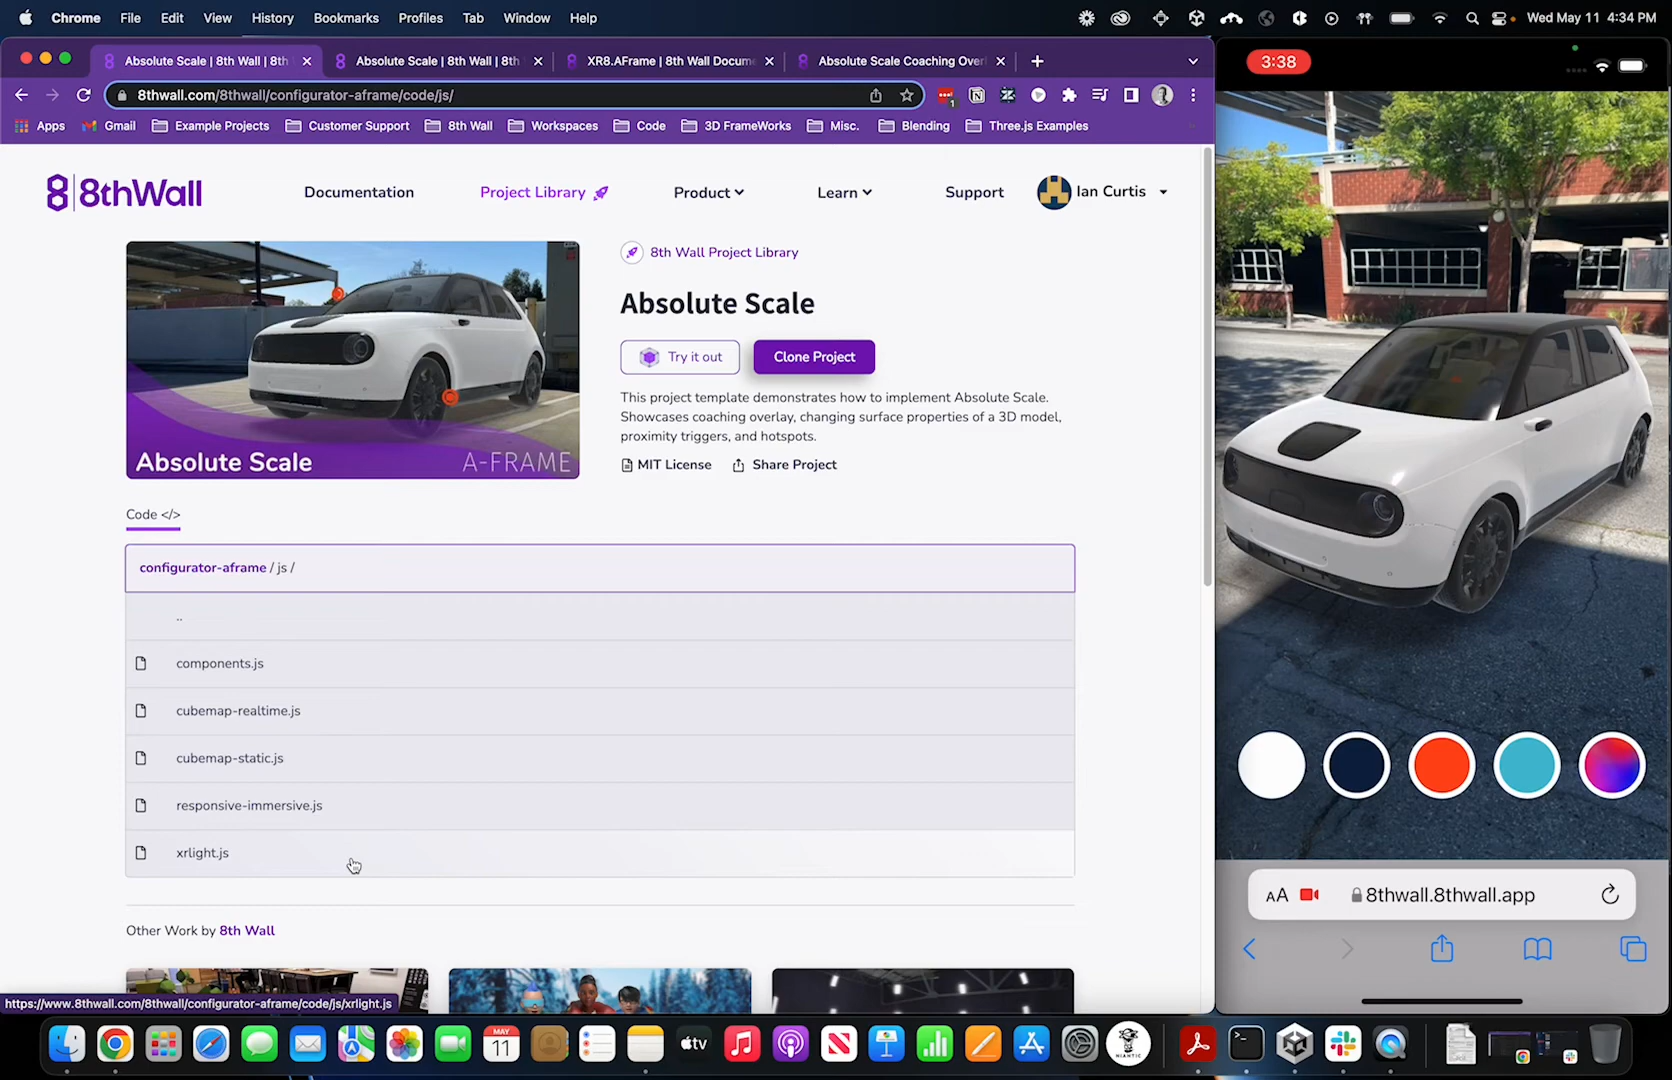 Chrome File Edit View History Bookmarks Profiles Tab Window Help
Wed May 11 4:34 PM
Absolute Scale | 8th Wall | 8th
Absolute Scale | 8th Wall | 8th
XR8.AFrame | 8th Wall Docum
Absolute Scale Coaching Over
8thwall.com/8thwall/configurator-aframe/code/js/
Apps Gmail Example Projects Customer Support 8th Wall Workspaces Code 3D FrameWorks Misc. Blending Three.js Examples
8thWall
Documentation
Project Library
Product
Learn
Support
Ian Curtis
Absolute Scale
A-FRAME
8th Wall Project Library
Absolute Scale
Try it out
Clone Project
This project template demonstrates how to implement Absolute Scale.
Showcases coaching overlay, changing surface properties of a 3D model,
proximity triggers, and hotspots.
MIT License
Share Project
Code </>
configurator-aframe / js /
..
components.js
cubemap-realtime.js
cubemap-static.js
responsive-immersive.js
xrlight.js
Other Work by 8th Wall
https://www.8thwall.com/8thwall/configurator-aframe/code/js/xrlight.js
3:38
AA
8thwall.8thwall.app
MAY
11
tv
NIANTIC